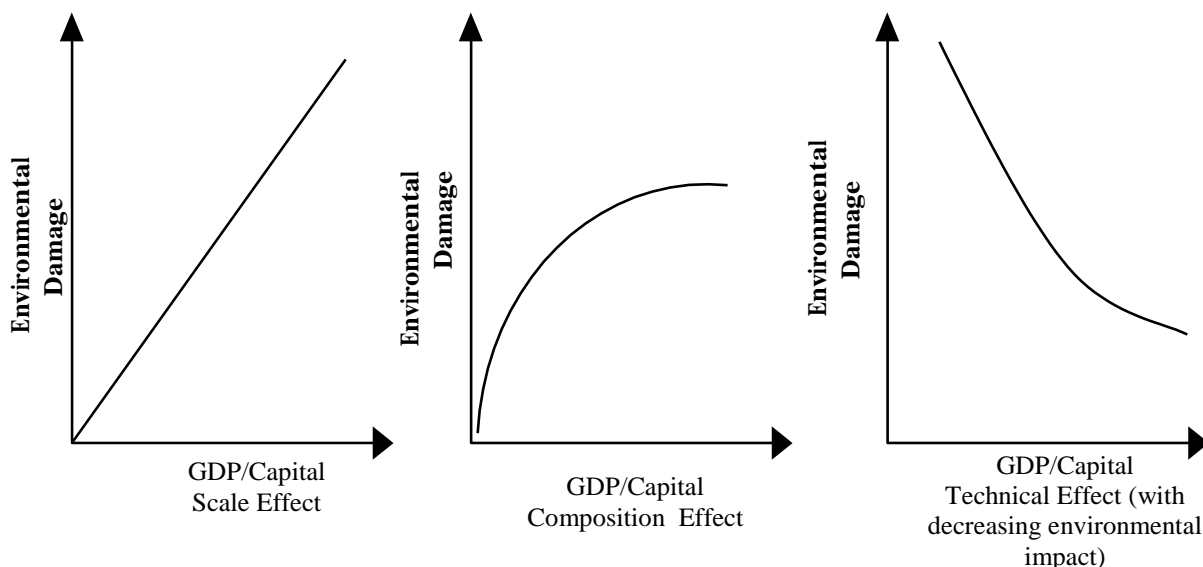 Environmental
Damage
GDP/Capital
Scale Effect
Environmental
Damage
GDP/Capital
Composition Effect
Environmental
Damage
GDP/Capital
Technical Effect (with
decreasing environmental
impact)